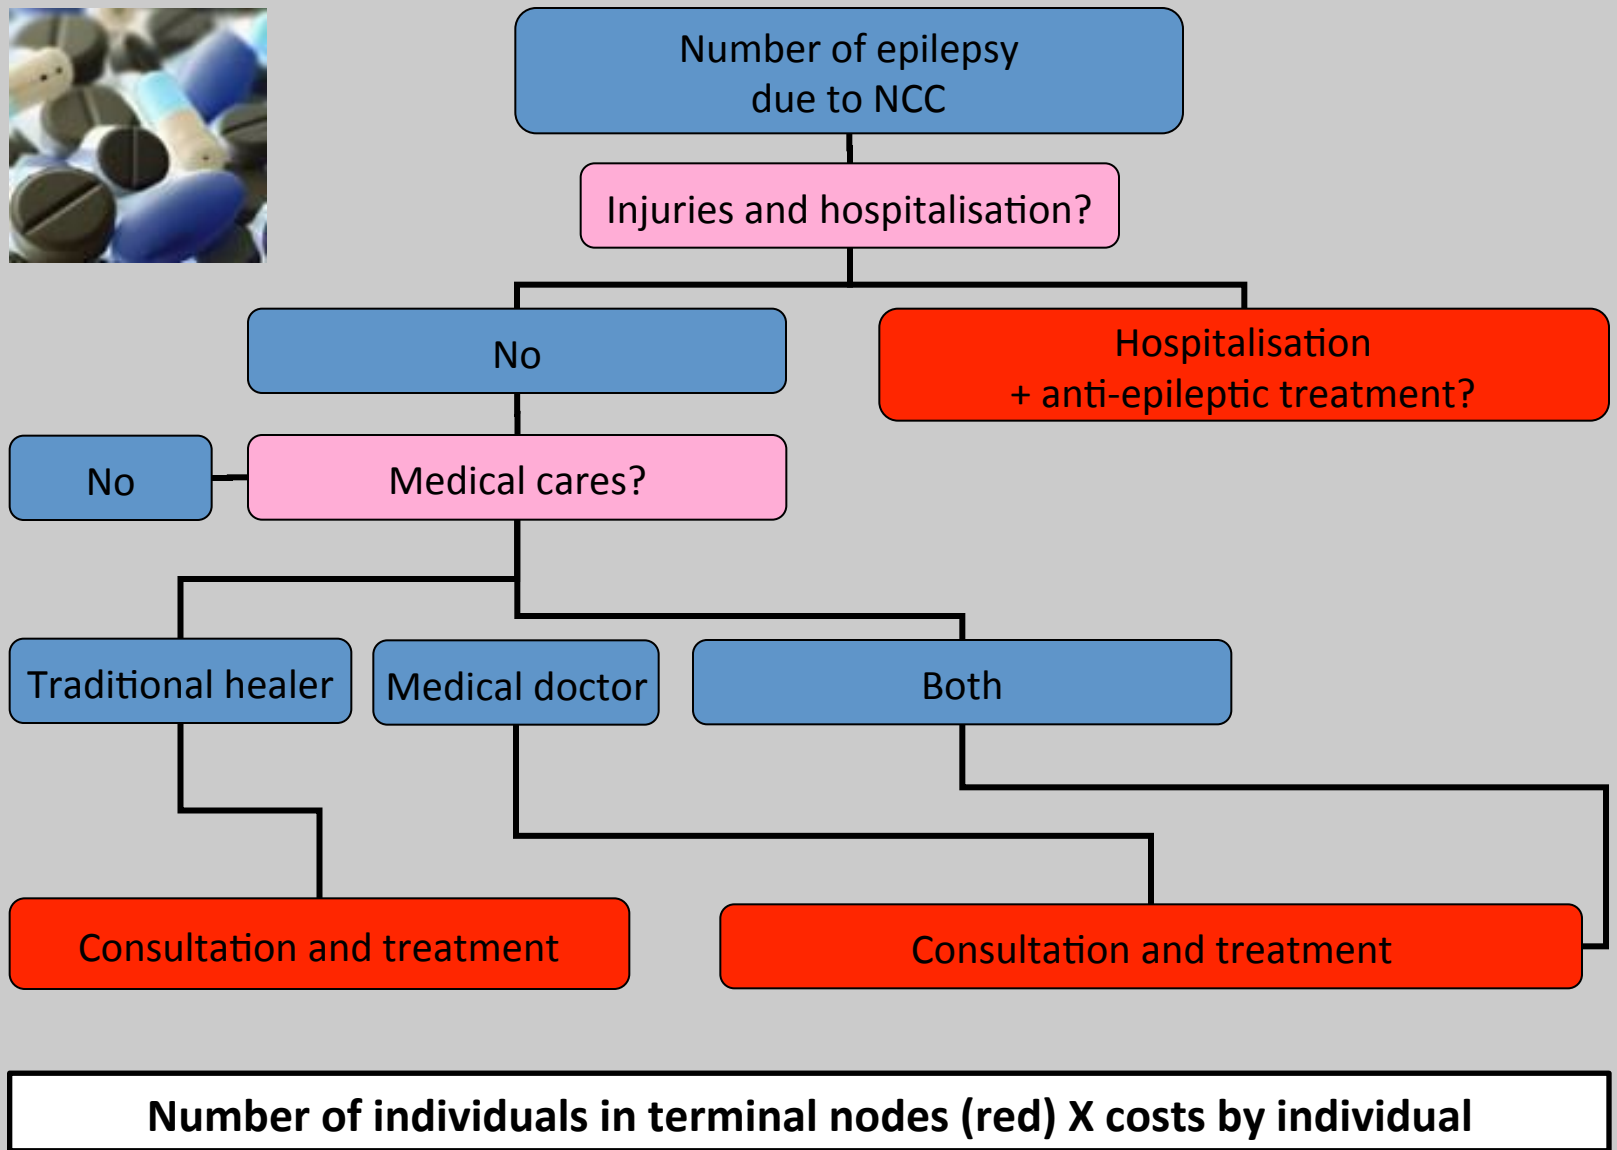 Number of epilepsy
due to NCC
Injuries and hospitalisation?
No
Hospitalisation
+ anti-epileptic treatment?
No
Medical cares?
Traditional healer
Medical doctor
Both
Consultation and treatment
Consultation and treatment
Number of individuals in terminal nodes (red) X costs by individual